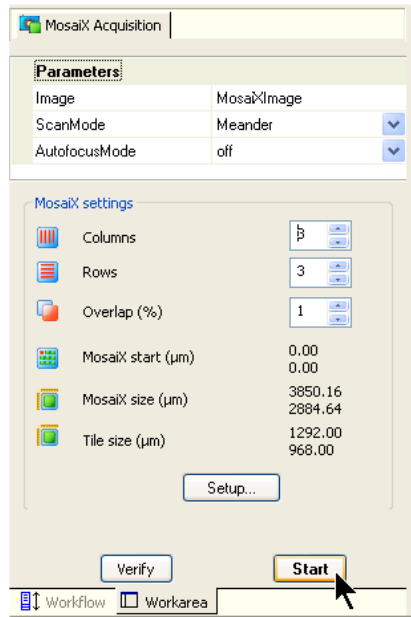 MosaiX Acquisition
Parameters
Image MosaiXImage
ScanMode Meander
AutofocusMode off
MosaiX settings
Columns 3
Rows 3
Overlap (%) 1
MosaiX start (µm) 0.00
0.00
MosaiX size (µm) 3850.16
2884.64
Tile size (µm) 1292.00
968.00
Setup...
Verify Start
Workflow Workarea